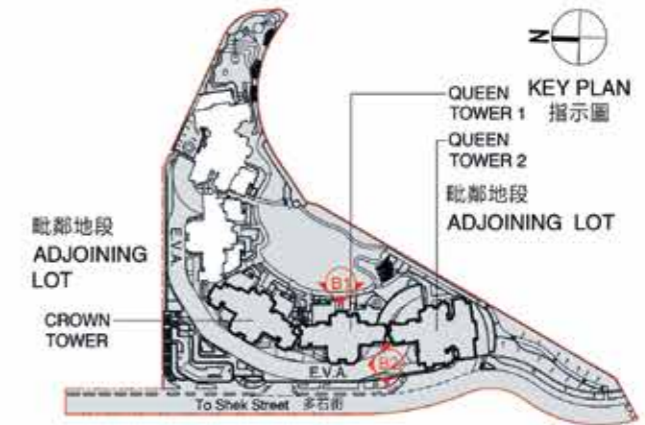 N
KEY PLAN
指示圖
QUEEN
TOWER 1
QUEEN
TOWER 2
毗鄰地段
ADJOINING LOT
毗鄰地段
ADJOINING
LOT
E.V.A
B1
CROWN
TOWER
B2
E.V.A
To Shek Street 多石街